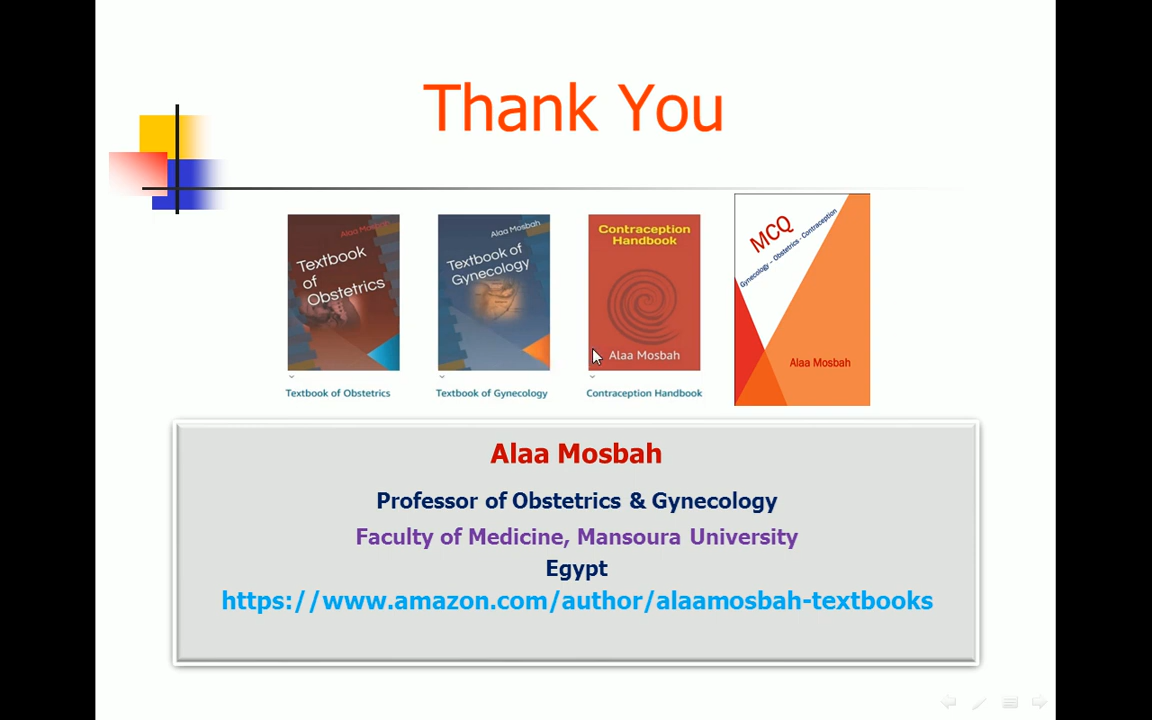 Thank You
Alaa Mosbah
Textbook
of
Obstetrics
Alaa Mosbah
Textbook of
Gynecology
Contraception
Handbook
Alaa Mosbah
MCQ
Gynecology – Obstetrics - Contraception
Alaa Mosbah
Textbook of Obstetrics
Textbook of Gynecology
Contraception Handbook
Alaa Mosbah
Professor of Obstetrics & Gynecology
Faculty of Medicine, Mansoura University
Egypt
https://www.amazon.com/author/alaamosbah-textbooks